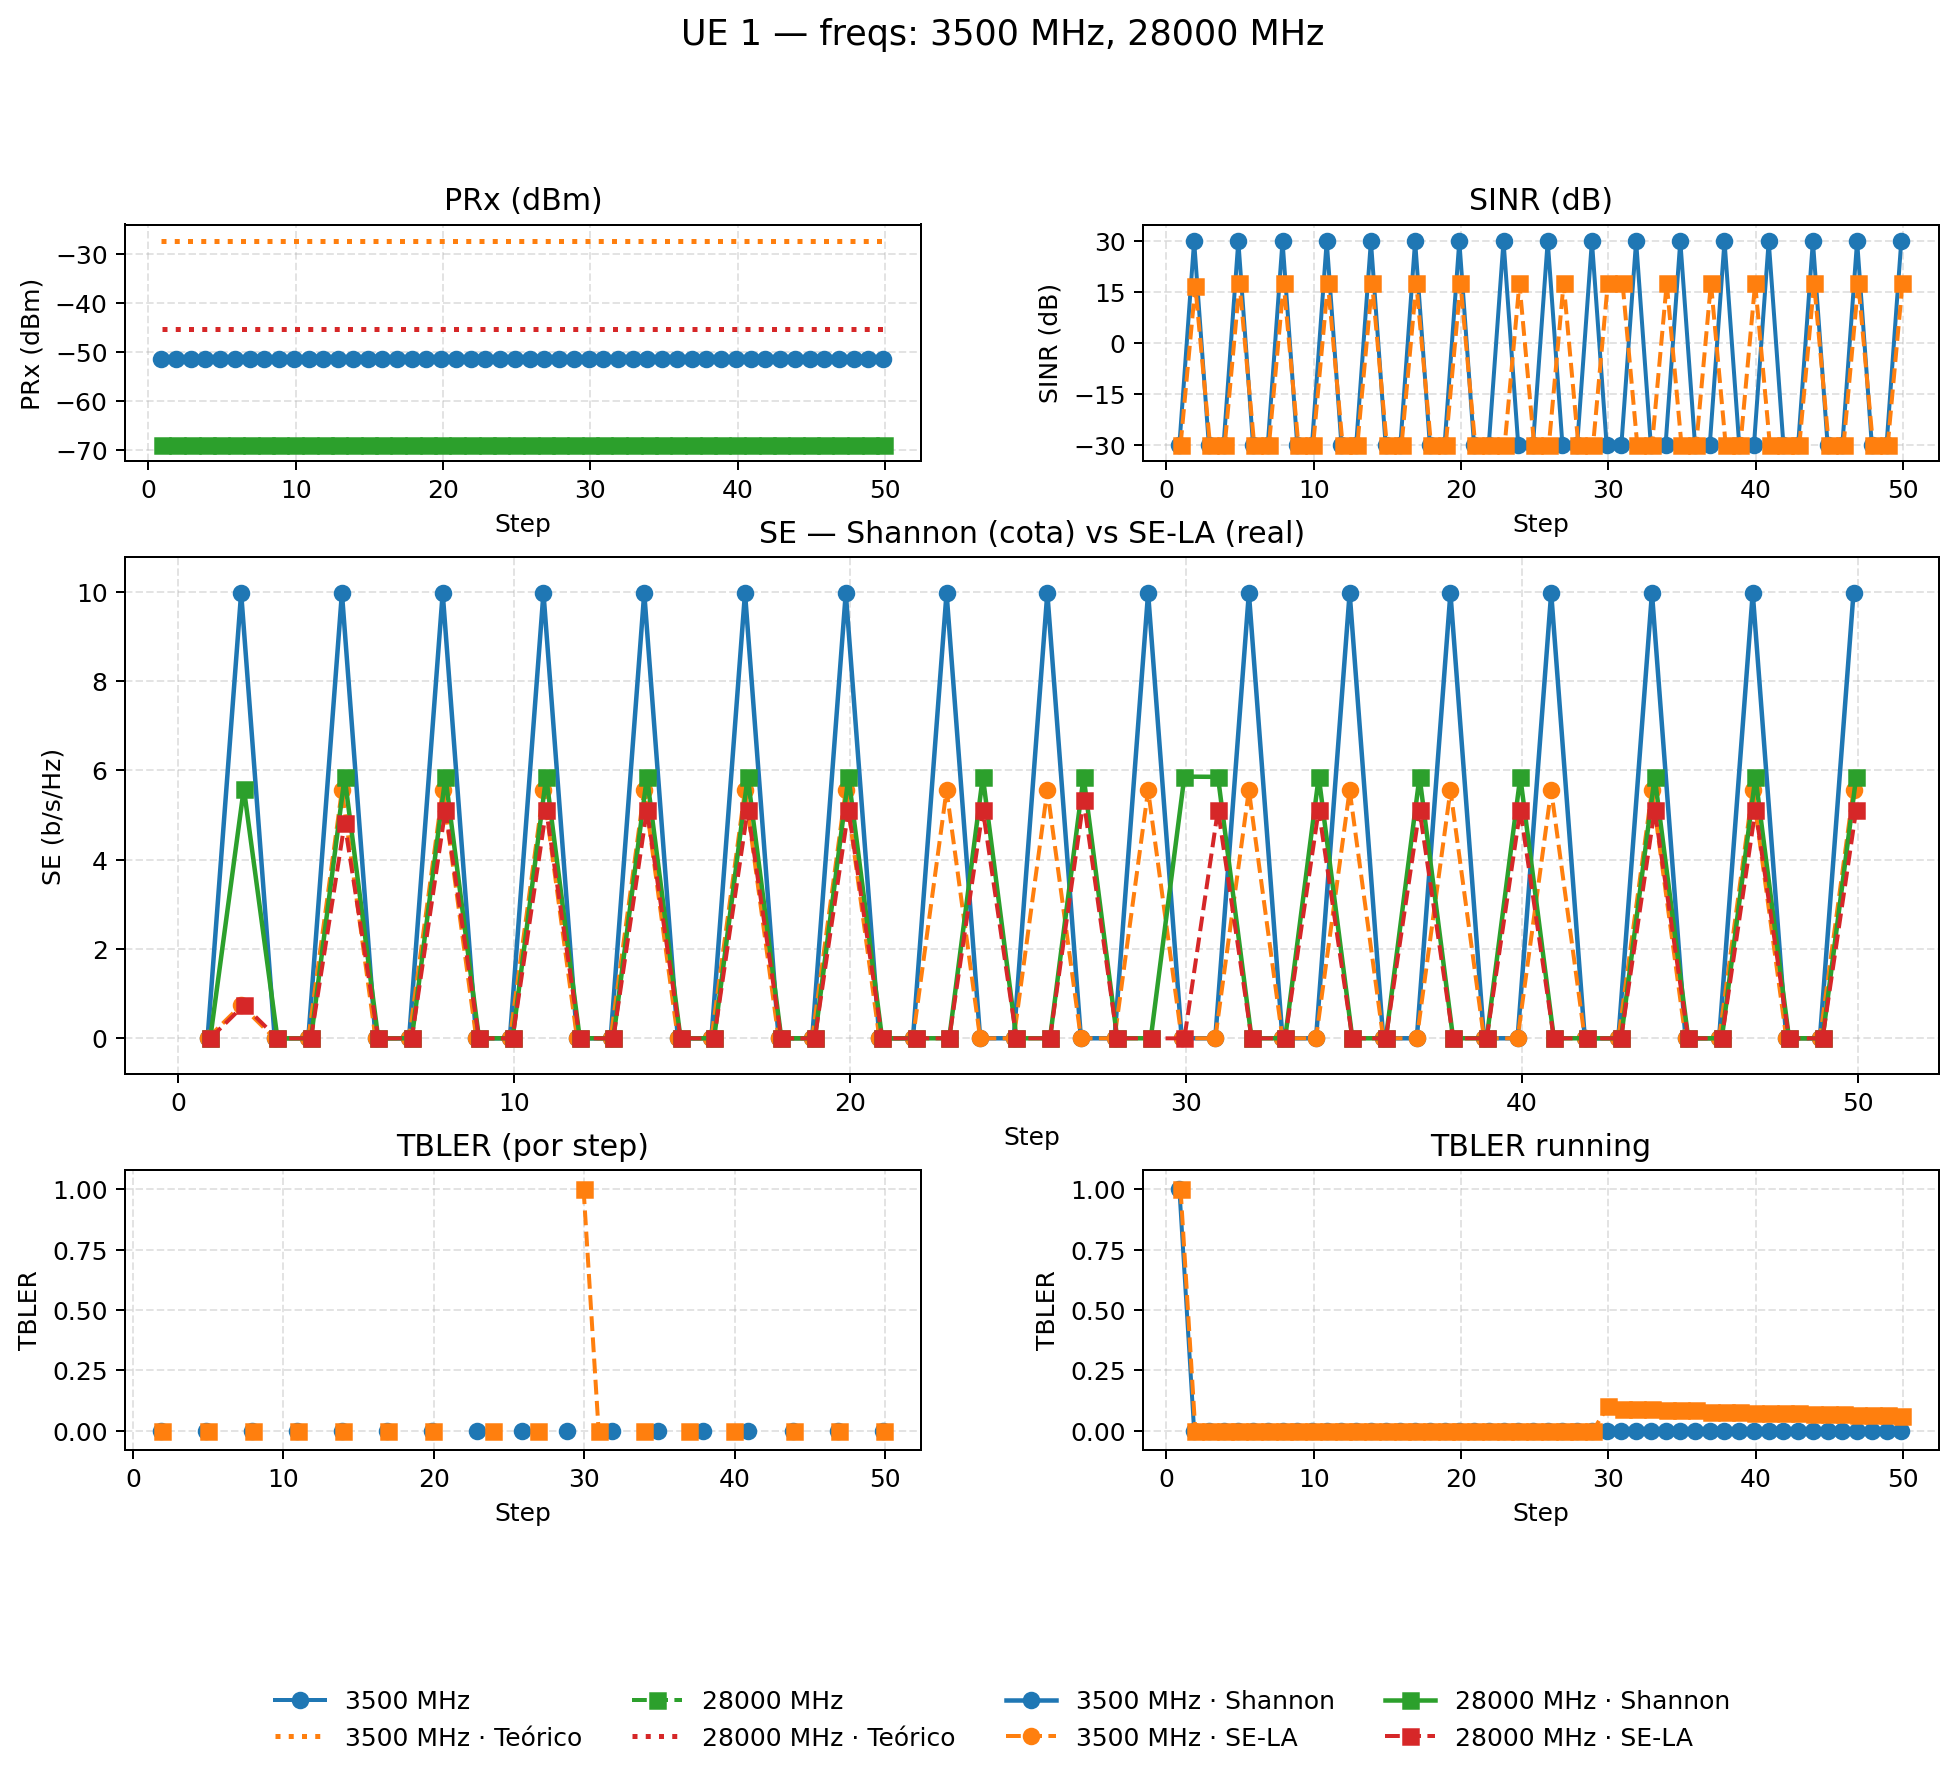 UE 1 — freqs: 3500 MHz, 28000 MHz
PRx (dBm)
PRx (dBm)
−30
−40
−50
−60
−70
0 10 20 30 40 50
Step
SINR (dB)
SINR (dB)
30
15
0
−15
−30
0 10 20 30 40 50
Step
SE — Shannon (cota) vs SE-LA (real)
SE (b/s/Hz)
10
8
6
4
2
0
0 10 20 30 40 50
Step
TBLER (por step)
TBLER
1.00
0.75
0.50
0.25
0.00
0 10 20 30 40 50
Step
TBLER running
TBLER
1.00
0.75
0.50
0.25
0.00
0 10 20 30 40 50
Step
3500 MHz
3500 MHz · Teórico
28000 MHz
28000 MHz · Teórico
3500 MHz · Shannon
3500 MHz · SE-LA
28000 MHz · Shannon
28000 MHz · SE-LA